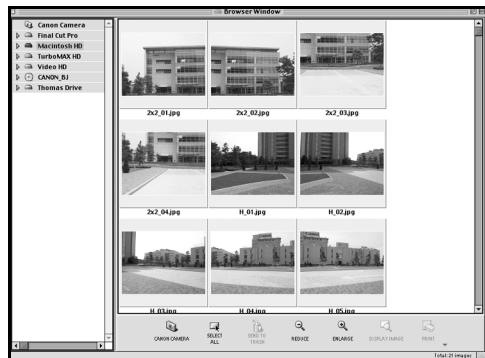 Browser Window
Canon Camera
Final Cut Pro
Macintosh HD
TurboMAX HD
Video HD
CANON_BJ
Thomas Drive
2x2_01.jpg
2x2_02.jpg
2x2_03.jpg
2x2_04.jpg
H_01.jpg
H_02.jpg
H_03.jpg
H_04.jpg
H_05.jpg
CANON CAMERA
SELECT ALL
SEND TO TRASH
REDUCE
ENLARGE
DISPLAY IMAGE
PRINT
Total: 21 images